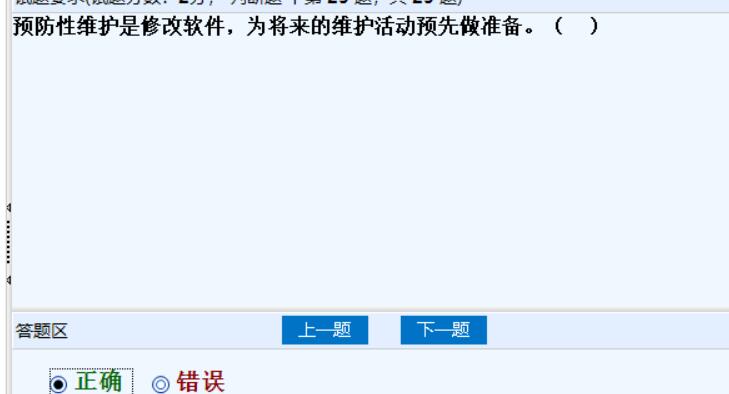 预防性维护是修改软件，为将来的维护活动预先做准备。（　）
答题区
上一题
下一题
正确
错误